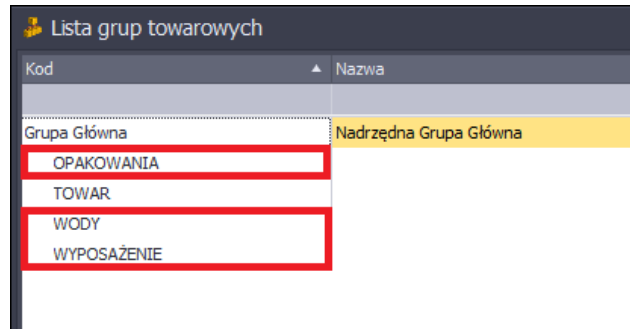 Lista grup towarowych
Kod Nazwa
Grupa Główna Nadrzędna Grupa Główna
OPAKOWANIA
TOWAR
WODY
WYPOSAŻENIE